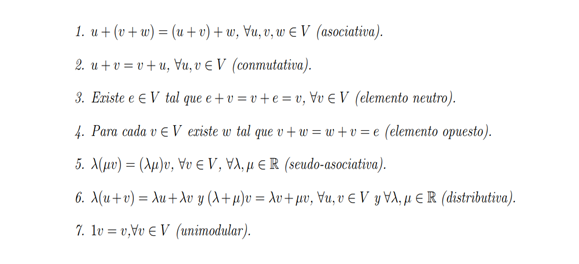 1. u + (v + w) = (u + v) + w, ∀u, v, w ∈ V (asociativa).
2. u + v = v + u, ∀u, v ∈ V (conmutativa).
3. Existe e ∈ V tal que e + v = v + e = v, ∀v ∈ V (elemento neutro).
4. Para cada v ∈ V existe w tal que v + w = w + v = e (elemento opuesto).
5. λ(μv) = (λμ)v, ∀v ∈ V, ∀λ, μ ∈ ℝ (seudo-asociativa).
6. λ(u + v) = λu + λv y (λ + μ)v = λv + μv, ∀u, v ∈ V y ∀λ, μ ∈ ℝ (distributiva).
7. 1v = v, ∀v ∈ V (unimodular).